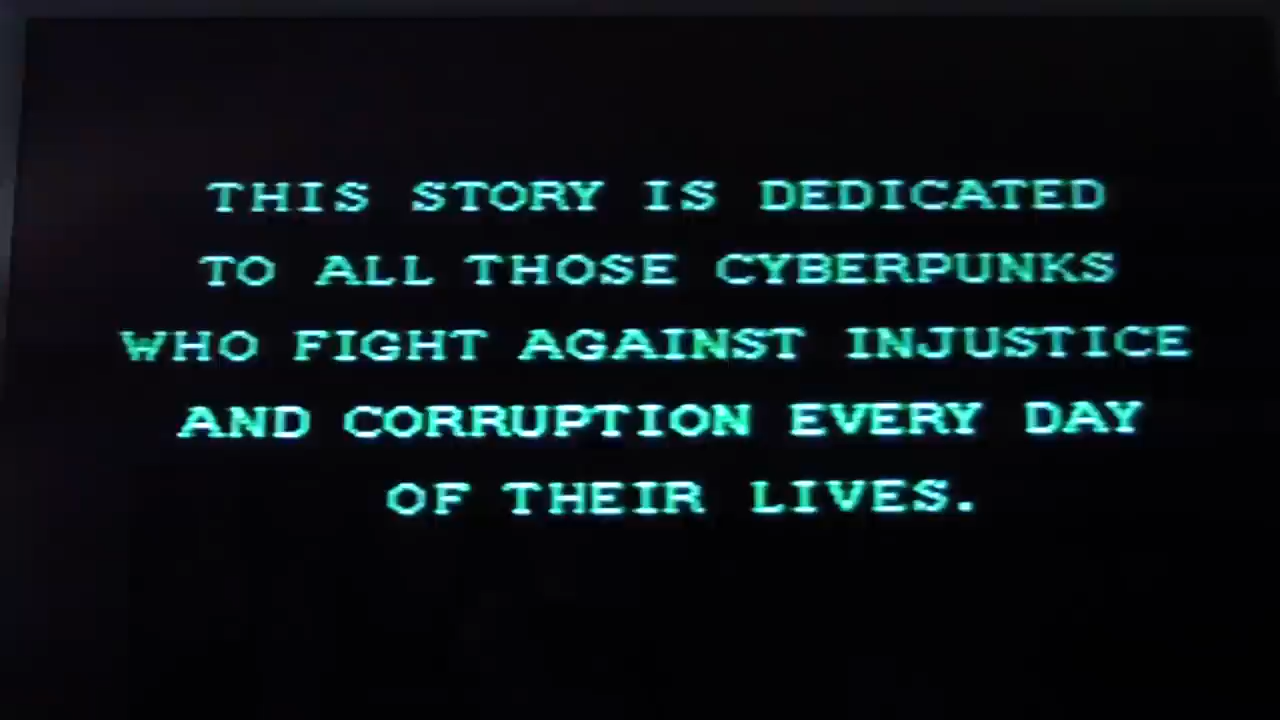 THIS STORY IS DEDICATED
TO ALL THOSE CYBERPUNKS
WHO FIGHT AGAINST INJUSTICE
AND CORRUPTION EVERY DAY
OF THEIR LIVES.